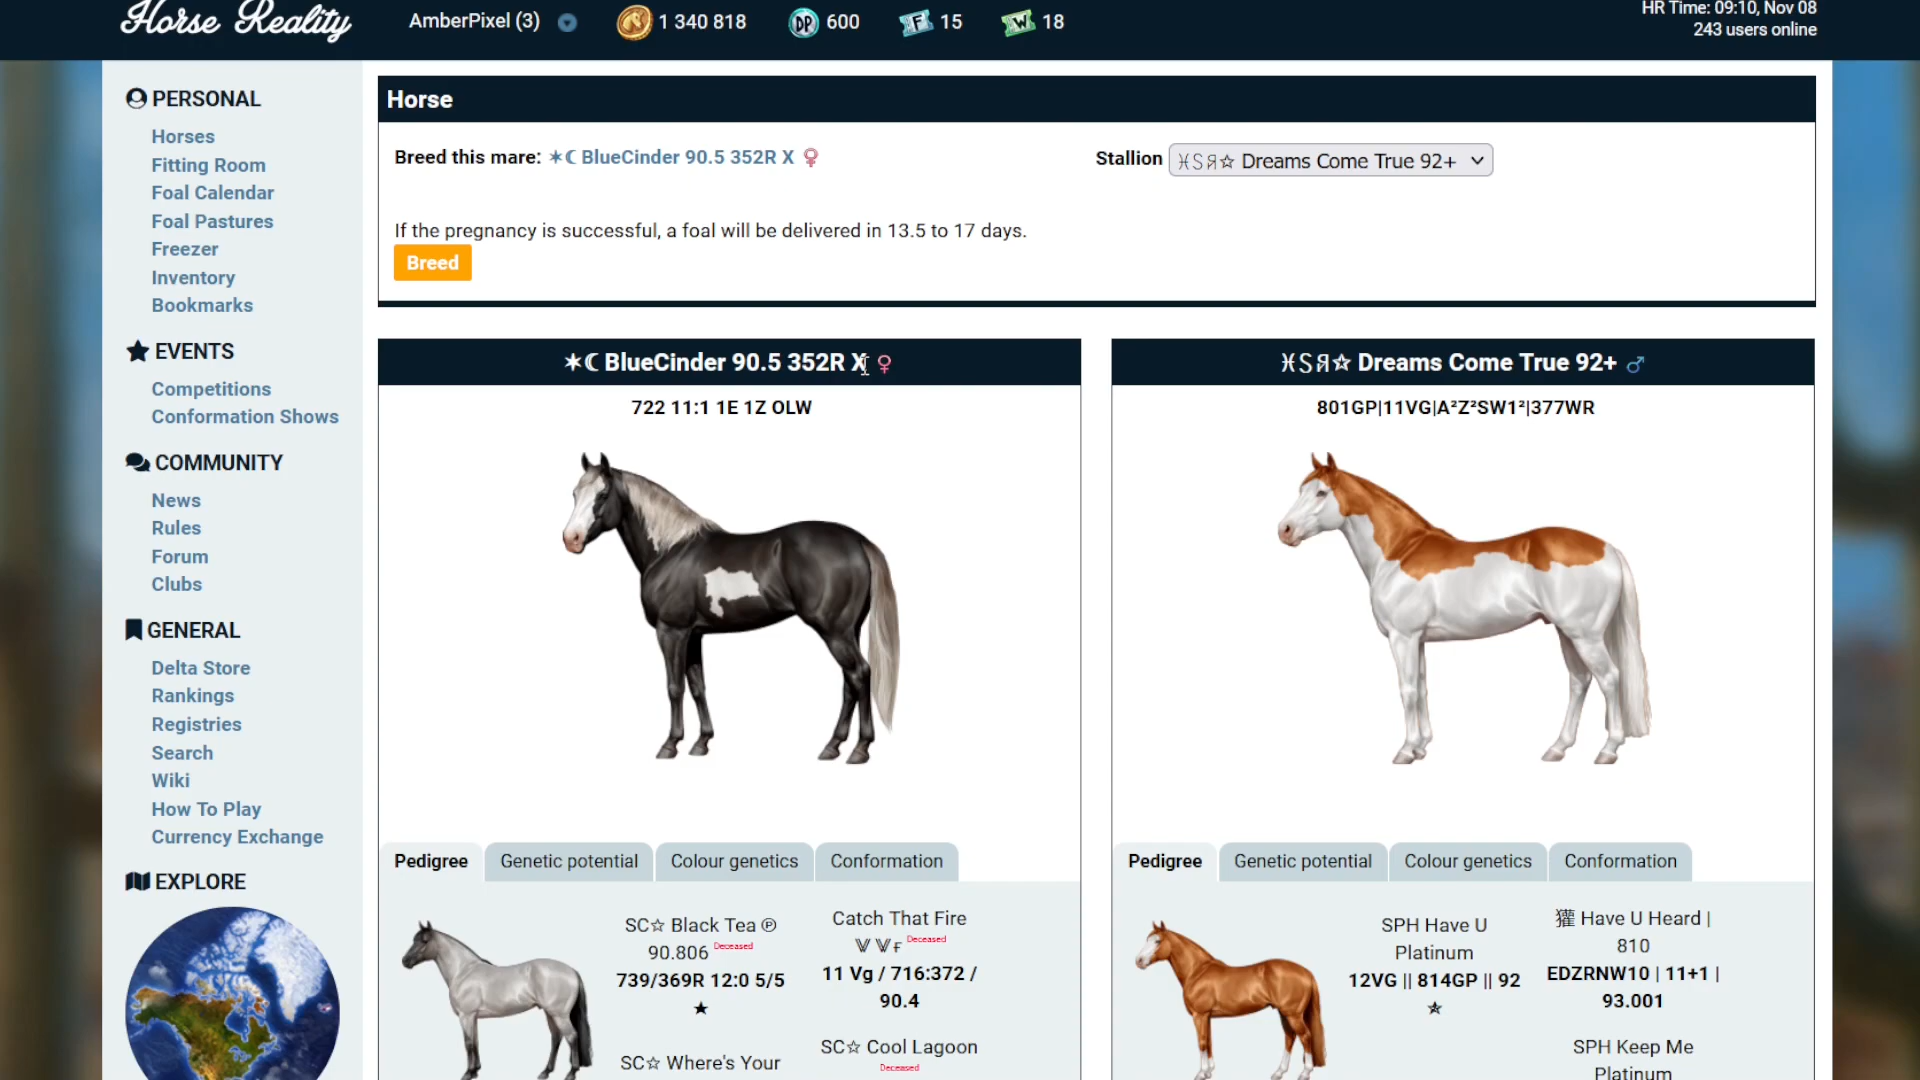 Horse Reality
AmberPixel (3)
1 340 818
600
15
18
HR Time: 09:10, Nov 08
243 users online
PERSONAL
Horses
Fitting Room
Foal Calendar
Foal Pastures
Freezer
Inventory
Bookmarks
EVENTS
Competitions
Conformation Shows
COMMUNITY
News
Rules
Forum
Clubs
GENERAL
Delta Store
Rankings
Registries
Search
Wiki
How To Play
Currency Exchange
EXPLORE
Horse
Breed this mare: ✶☾ BlueCinder 90.5 352R X ♀
Stallion ♓︎SЯ☆ Dreams Come True 92+
If the pregnancy is successful, a foal will be delivered in 13.5 to 17 days.
Breed
✶☾ BlueCinder 90.5 352R X ♀
722 11:1 1E 1Z OLW
Pedigree
Genetic potential
Colour genetics
Conformation
SC☆ Black Tea ℗
90.806 Deceased
739/369R 12:0 5/5
★
SC☆ Where's Your
Catch That Fire
𝕍 𝕍ғ Deceased
11 Vg / 716:372 /
90.4
SC☆ Cool Lagoon
Deceased
♓︎SЯ☆ Dreams Come True 92+ ♂
801GP|11VG|A²Z²SW1²|377WR
Pedigree
Genetic potential
Colour genetics
Conformation
SPH Have U
Platinum
12VG || 814GP || 92
✯
獾 Have U Heard |
810
EDZRNW10 | 11+1 |
93.001
SPH Keep Me
Platinum